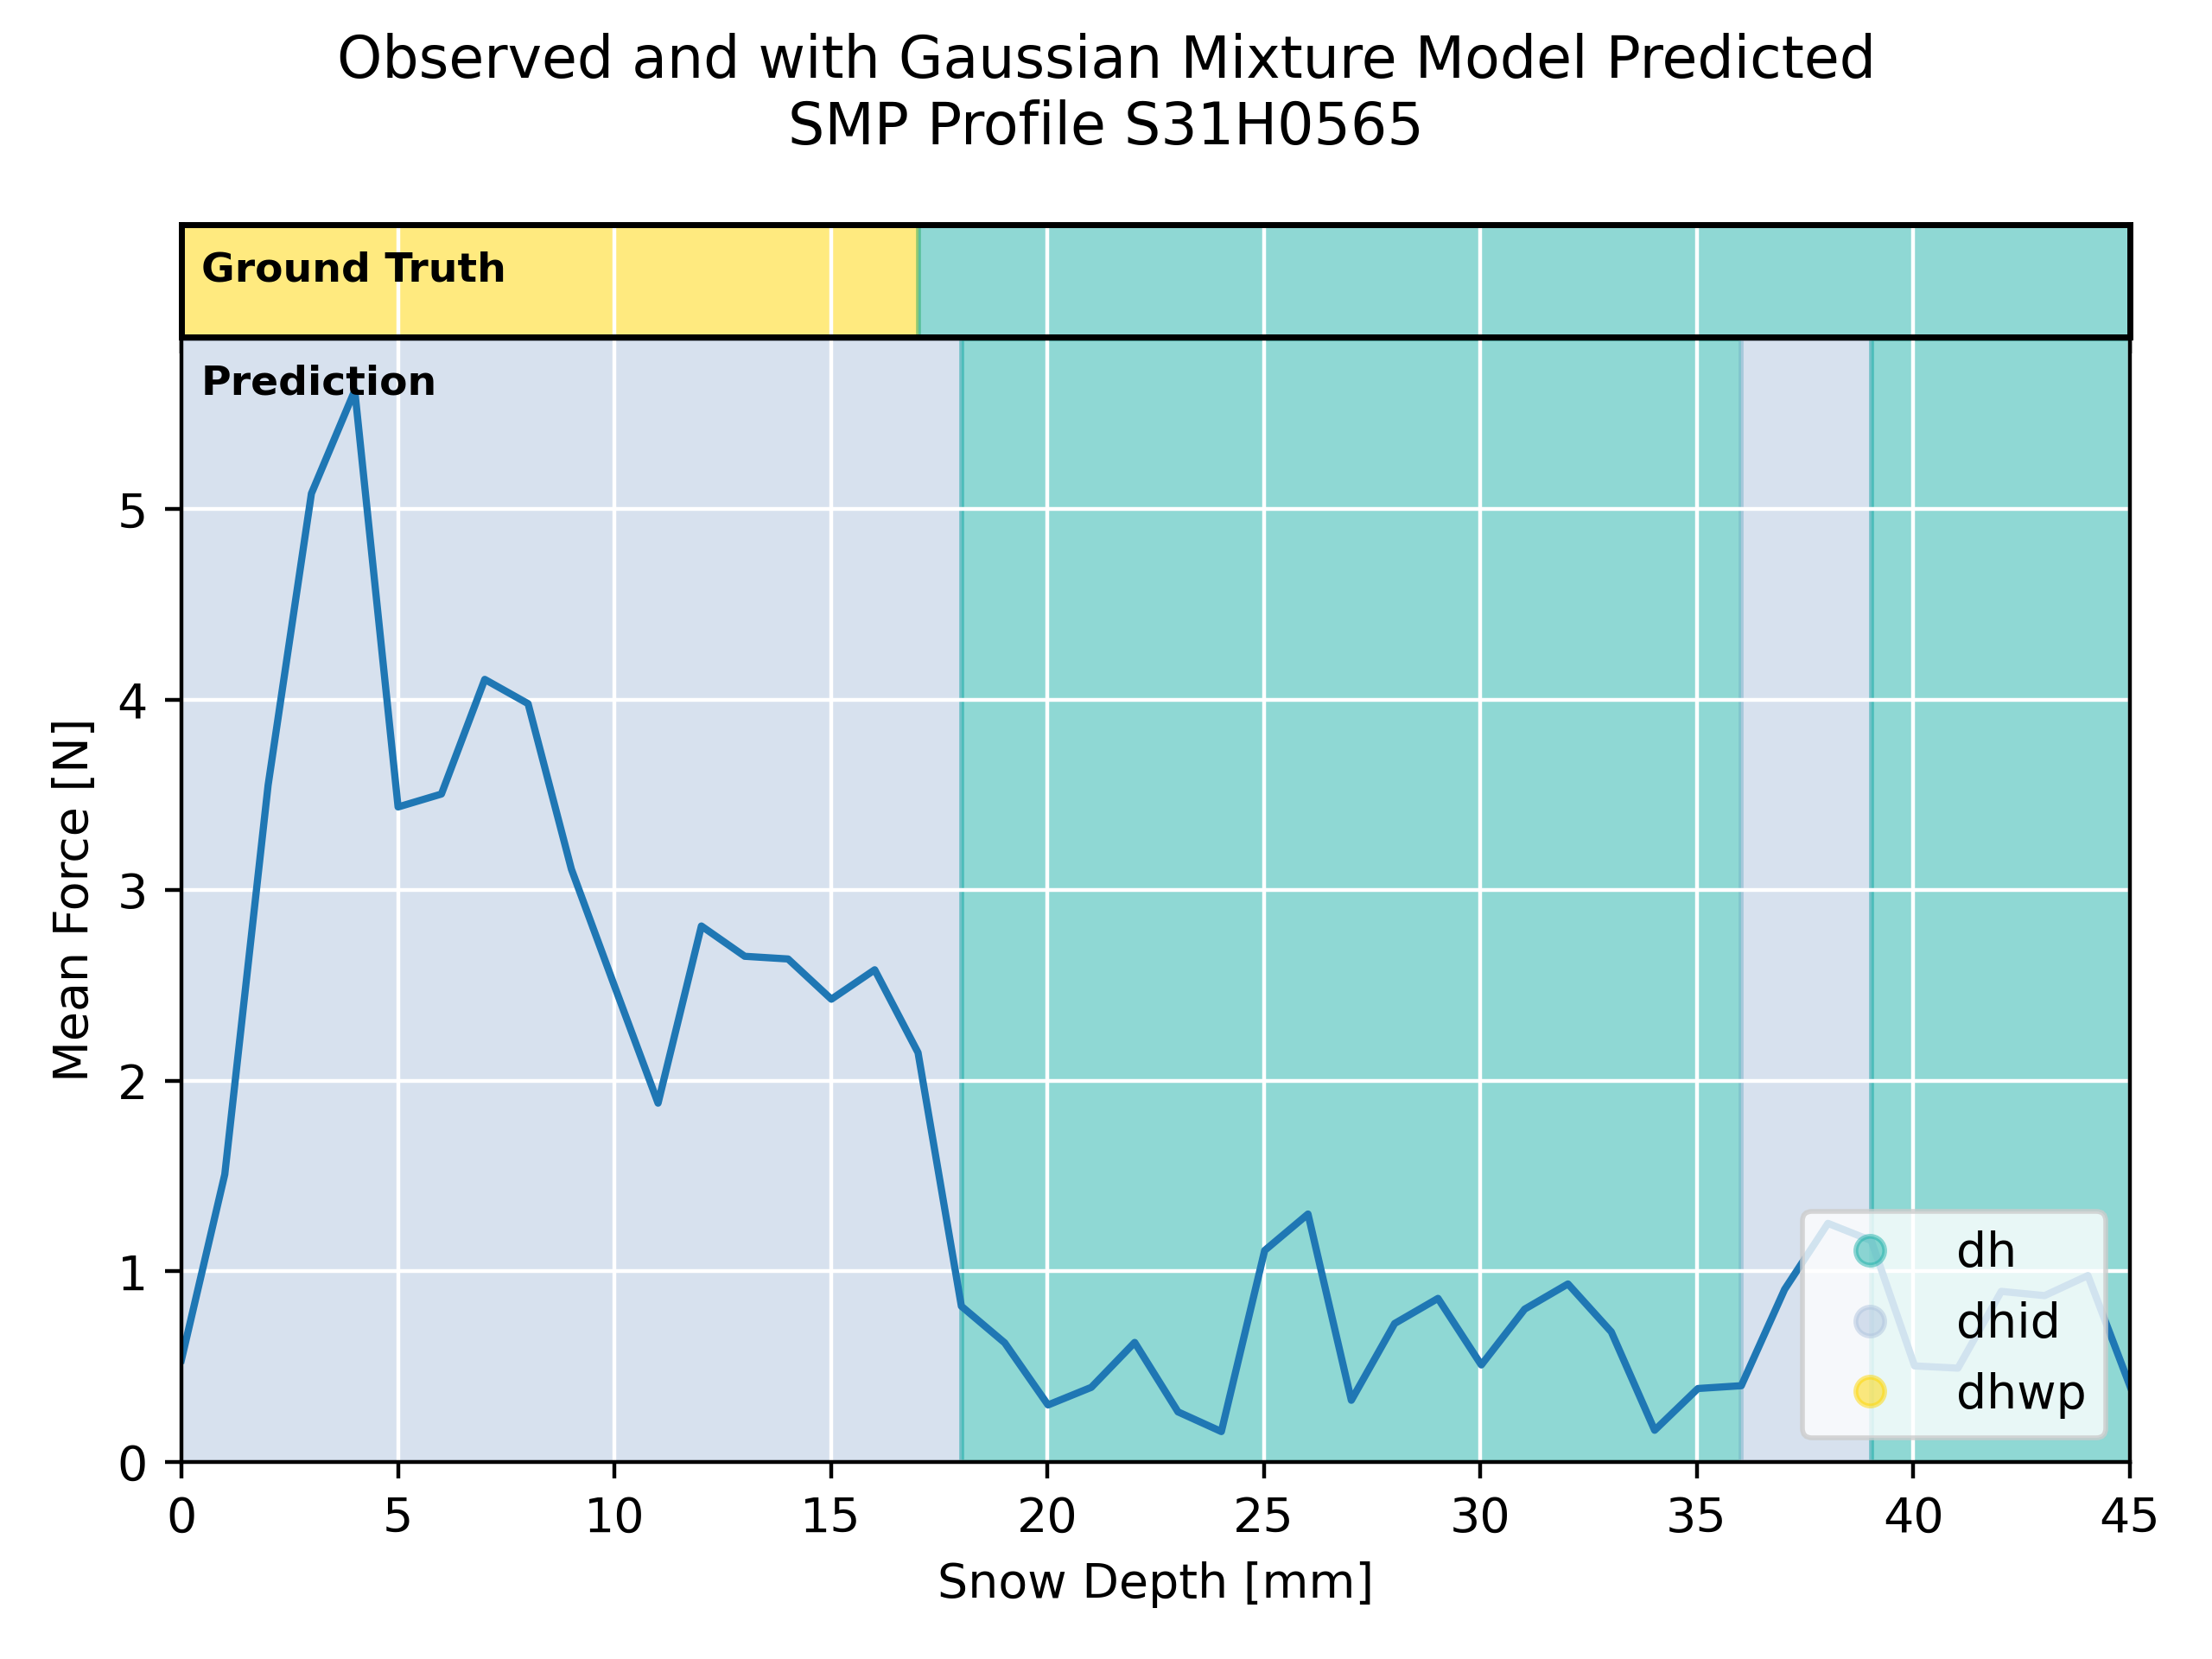 Observed and with Gaussian Mixture Model Predicted
SMP Profile S31H0565
Ground Truth
Prediction
5
4
3
2
1
0
Mean Force [N]
dh
dhid
dhwp
0 5 10 15 20 25 30 35 40 45
Snow Depth [mm]